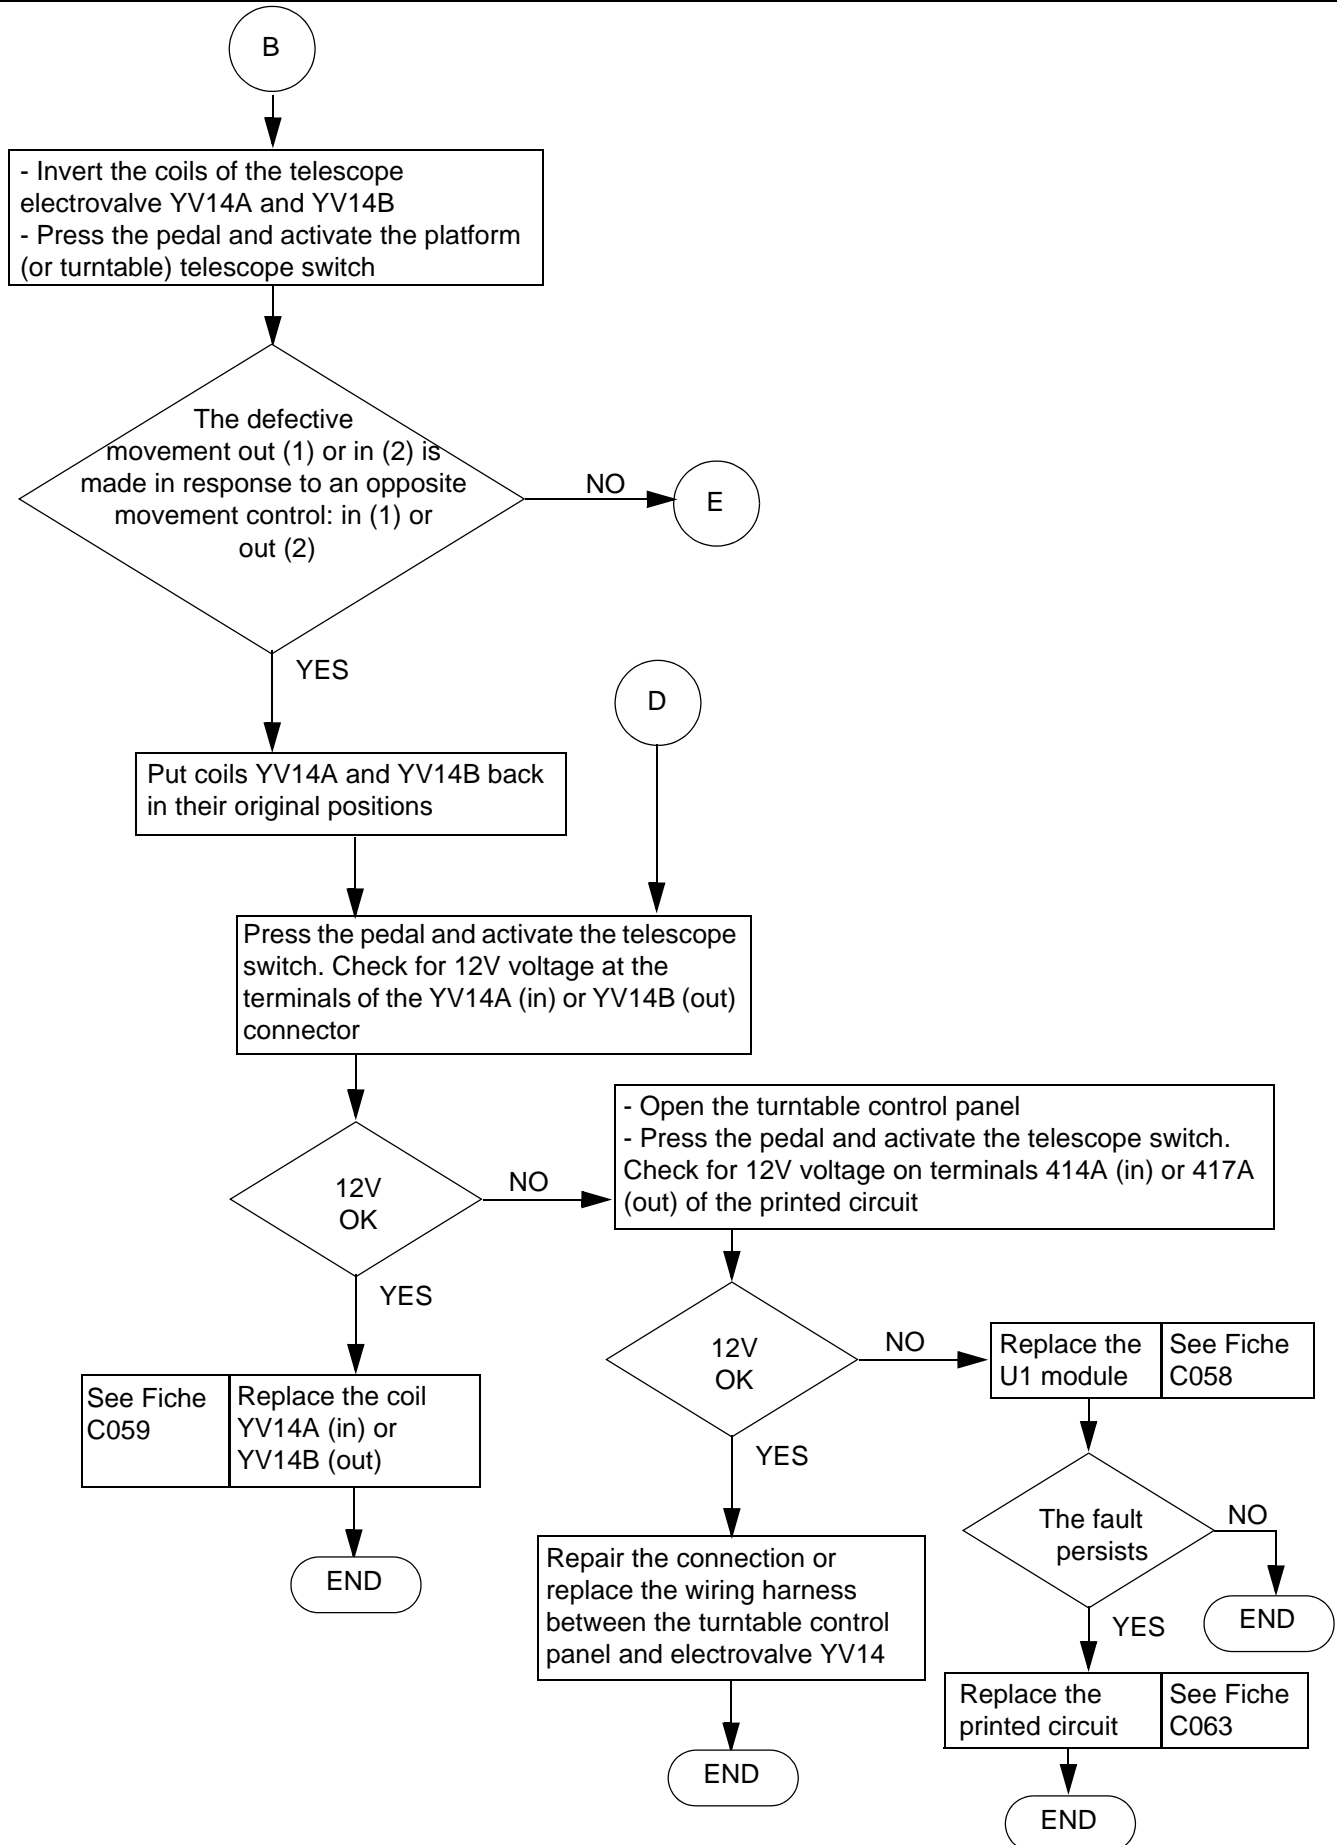 B
- Invert the coils of the telescope
electrovalve YV14A and YV14B
- Press the pedal and activate the platform
(or turntable) telescope switch
The defective
movement out (1) or in (2) is
made in response to an opposite
movement control: in (1) or
out (2)
NO
E
YES
D
Put coils YV14A and YV14B back
in their original positions
Press the pedal and activate the telescope
switch. Check for 12V voltage at the
terminals of the YV14A (in) or YV14B (out)
connector
- Open the turntable control panel
- Press the pedal and activate the telescope switch.
Check for 12V voltage on terminals 414A (in) or 417A
(out) of the printed circuit
12V
OK
NO
YES
12V
OK
NO
Replace the
U1 module
See Fiche
C058
See Fiche
C059
Replace the coil
YV14A (in) or
YV14B (out)
YES
The fault
persists
NO
END
Repair the connection or
replace the wiring harness
between the turntable control
panel and electrovalve YV14
END
YES
Replace the
printed circuit
See Fiche
C063
END
END